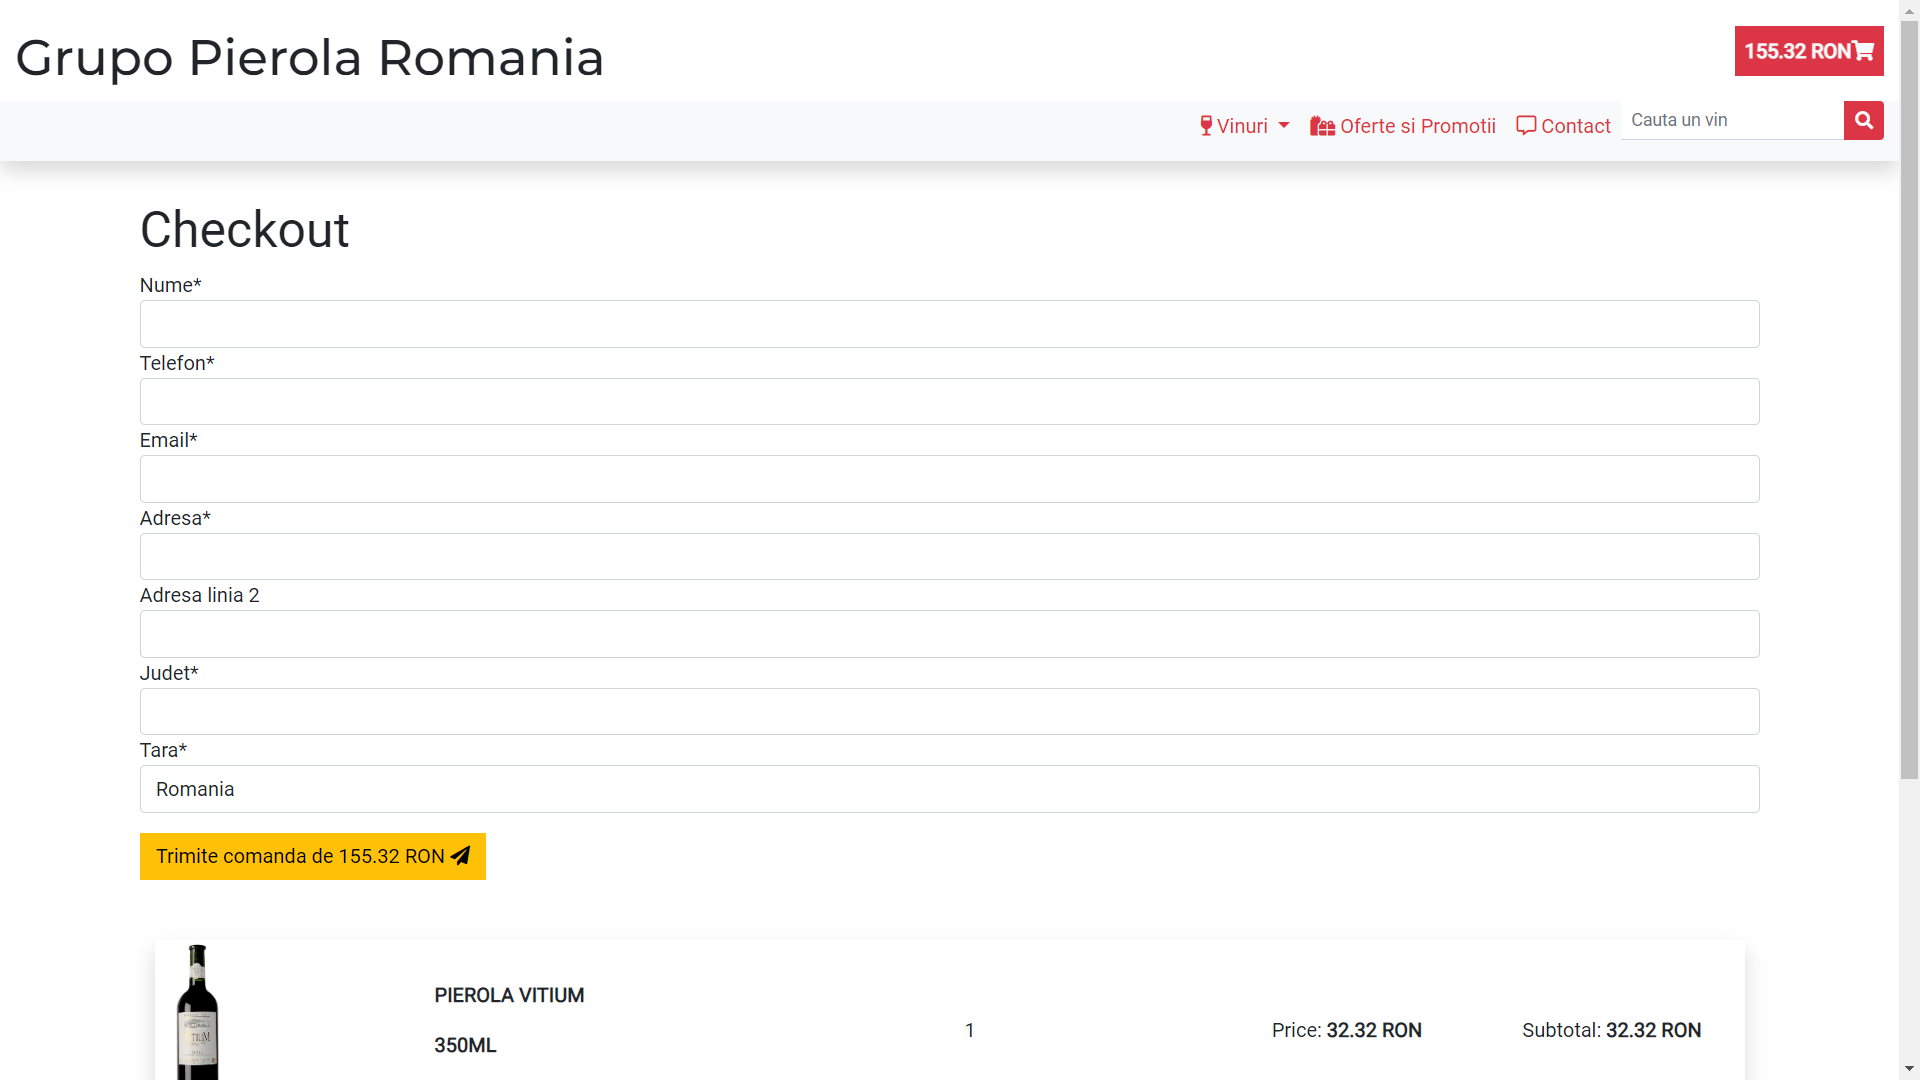 Grupo Pierola Romania
155.32 RON
Vinuri
Oferte si Promotii
Contact
Cauta un vin
Checkout
Nume*
Telefon*
Email*
Adresa*
Adresa linia 2
Judet*
Tara*
Romania
Trimite comanda de 155.32 RON
PIEROLA VITIUM
350ML
1
Price: 32.32 RON
Subtotal: 32.32 RON